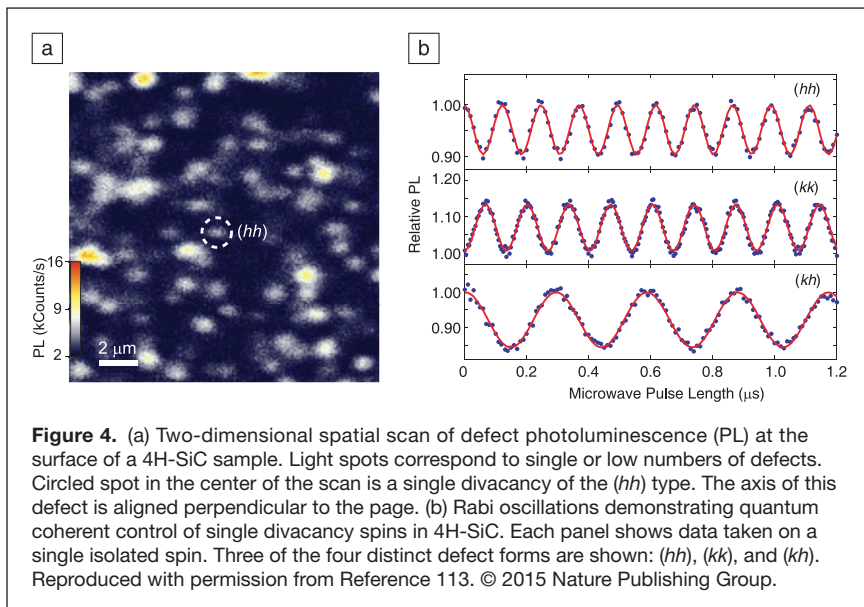 a
(hh)
16
9
2
PL (kCounts/s)
2 μm
b
(hh)
1.00
0.90
(kk)
1.20
1.10
1.00
(kh)
1.00
0.90
Relative PL
0 0.2 0.4 0.6 0.8 1.0 1.2
Microwave Pulse Length (μs)
Figure 4. (a) Two-dimensional spatial scan of defect photoluminescence (PL) at the
surface of a 4H-SiC sample. Light spots correspond to single or low numbers of defects.
Circled spot in the center of the scan is a single divacancy of the (hh) type. The axis of this
defect is aligned perpendicular to the page. (b) Rabi oscillations demonstrating quantum
coherent control of single divacancy spins in 4H-SiC. Each panel shows data taken on a
single isolated spin. Three of the four distinct defect forms are shown: (hh), (kk), and (kh).
Reproduced with permission from Reference 113. © 2015 Nature Publishing Group.